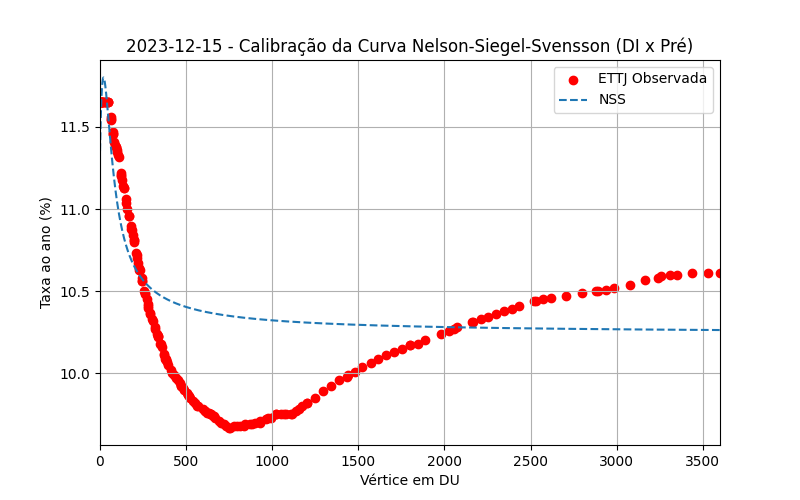 2023-12-15 - Calibração da Curva Nelson-Siegel-Svensson (DI x Pré)
ETTJ Observada
NSS
Taxa ao ano (%)
11.5
11.0
10.5
10.0
0 500 1000 1500 2000 2500 3000 3500
Vértice em DU